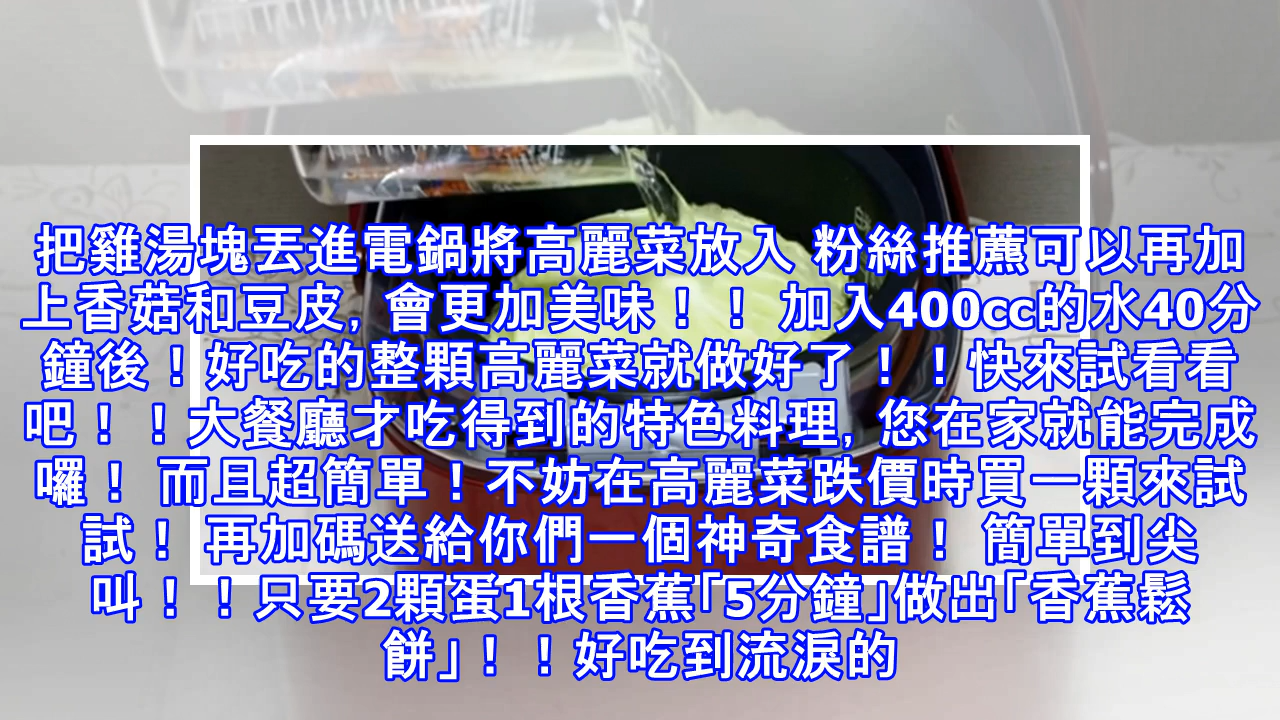 把雞湯塊丟進電鍋將高麗菜放入 粉絲推薦可以再加
上香菇和豆皮, 會更加美味！！ 加入400cc的水40分
鐘後！好吃的整顆高麗菜就做好了！！快來試看看
吧！！大餐廳才吃得到的特色料理, 您在家就能完成
囉！ 而且超簡單！不妨在高麗菜跌價時買一顆來試
試！ 再加碼送給你們一個神奇食譜！ 簡單到尖
叫！！只要2顆蛋1根香蕉「5分鐘」做出「香蕉鬆
餅」！！好吃到流淚的